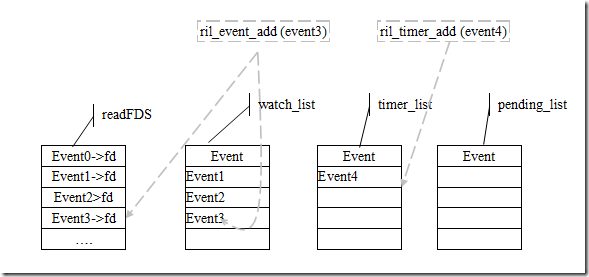 ril_event_add (event3)
ril_timer_add (event4)
readFDS
watch_list
timer_list
pending_list
Event0->fd
Event1->fd
Event2>fd
Event3->fd
....
Event
Event1
Event2
Event3
Event
Event4
Event